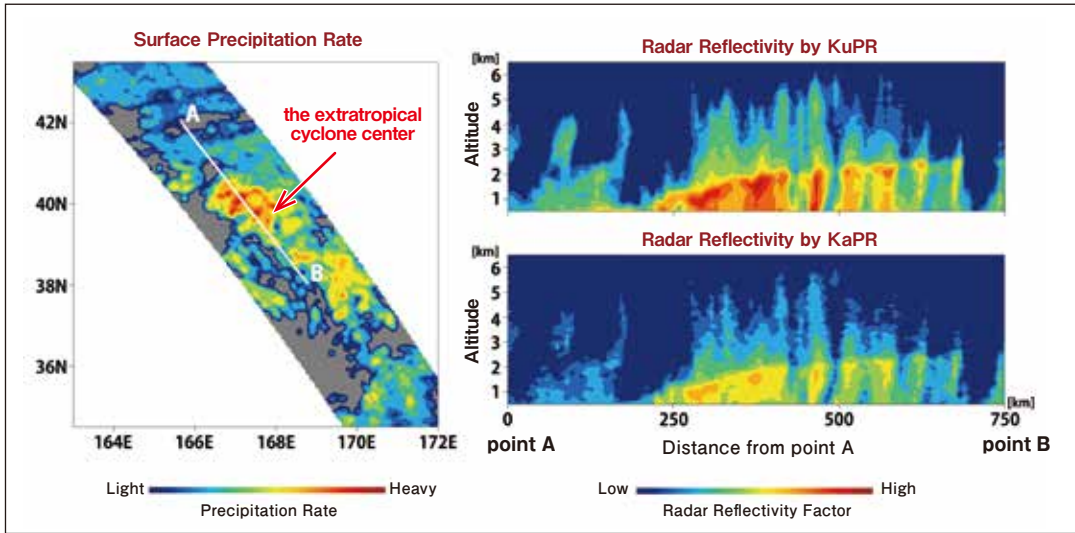 Surface Precipitation Rate
42N
40N
38N
36N
164E 166E 168E 170E 172E
A
B
the extratropical
cyclone center
Light Heavy
Precipitation Rate
Radar Reflectivity by KuPR
[km]
6
5
4
3
2
1
Altitude
Radar Reflectivity by KaPR
[km]
6
5
4
3
2
1
Altitude
0 250 500 750 [km]
point A Distance from point A point B
Low High
Radar Reflectivity Factor